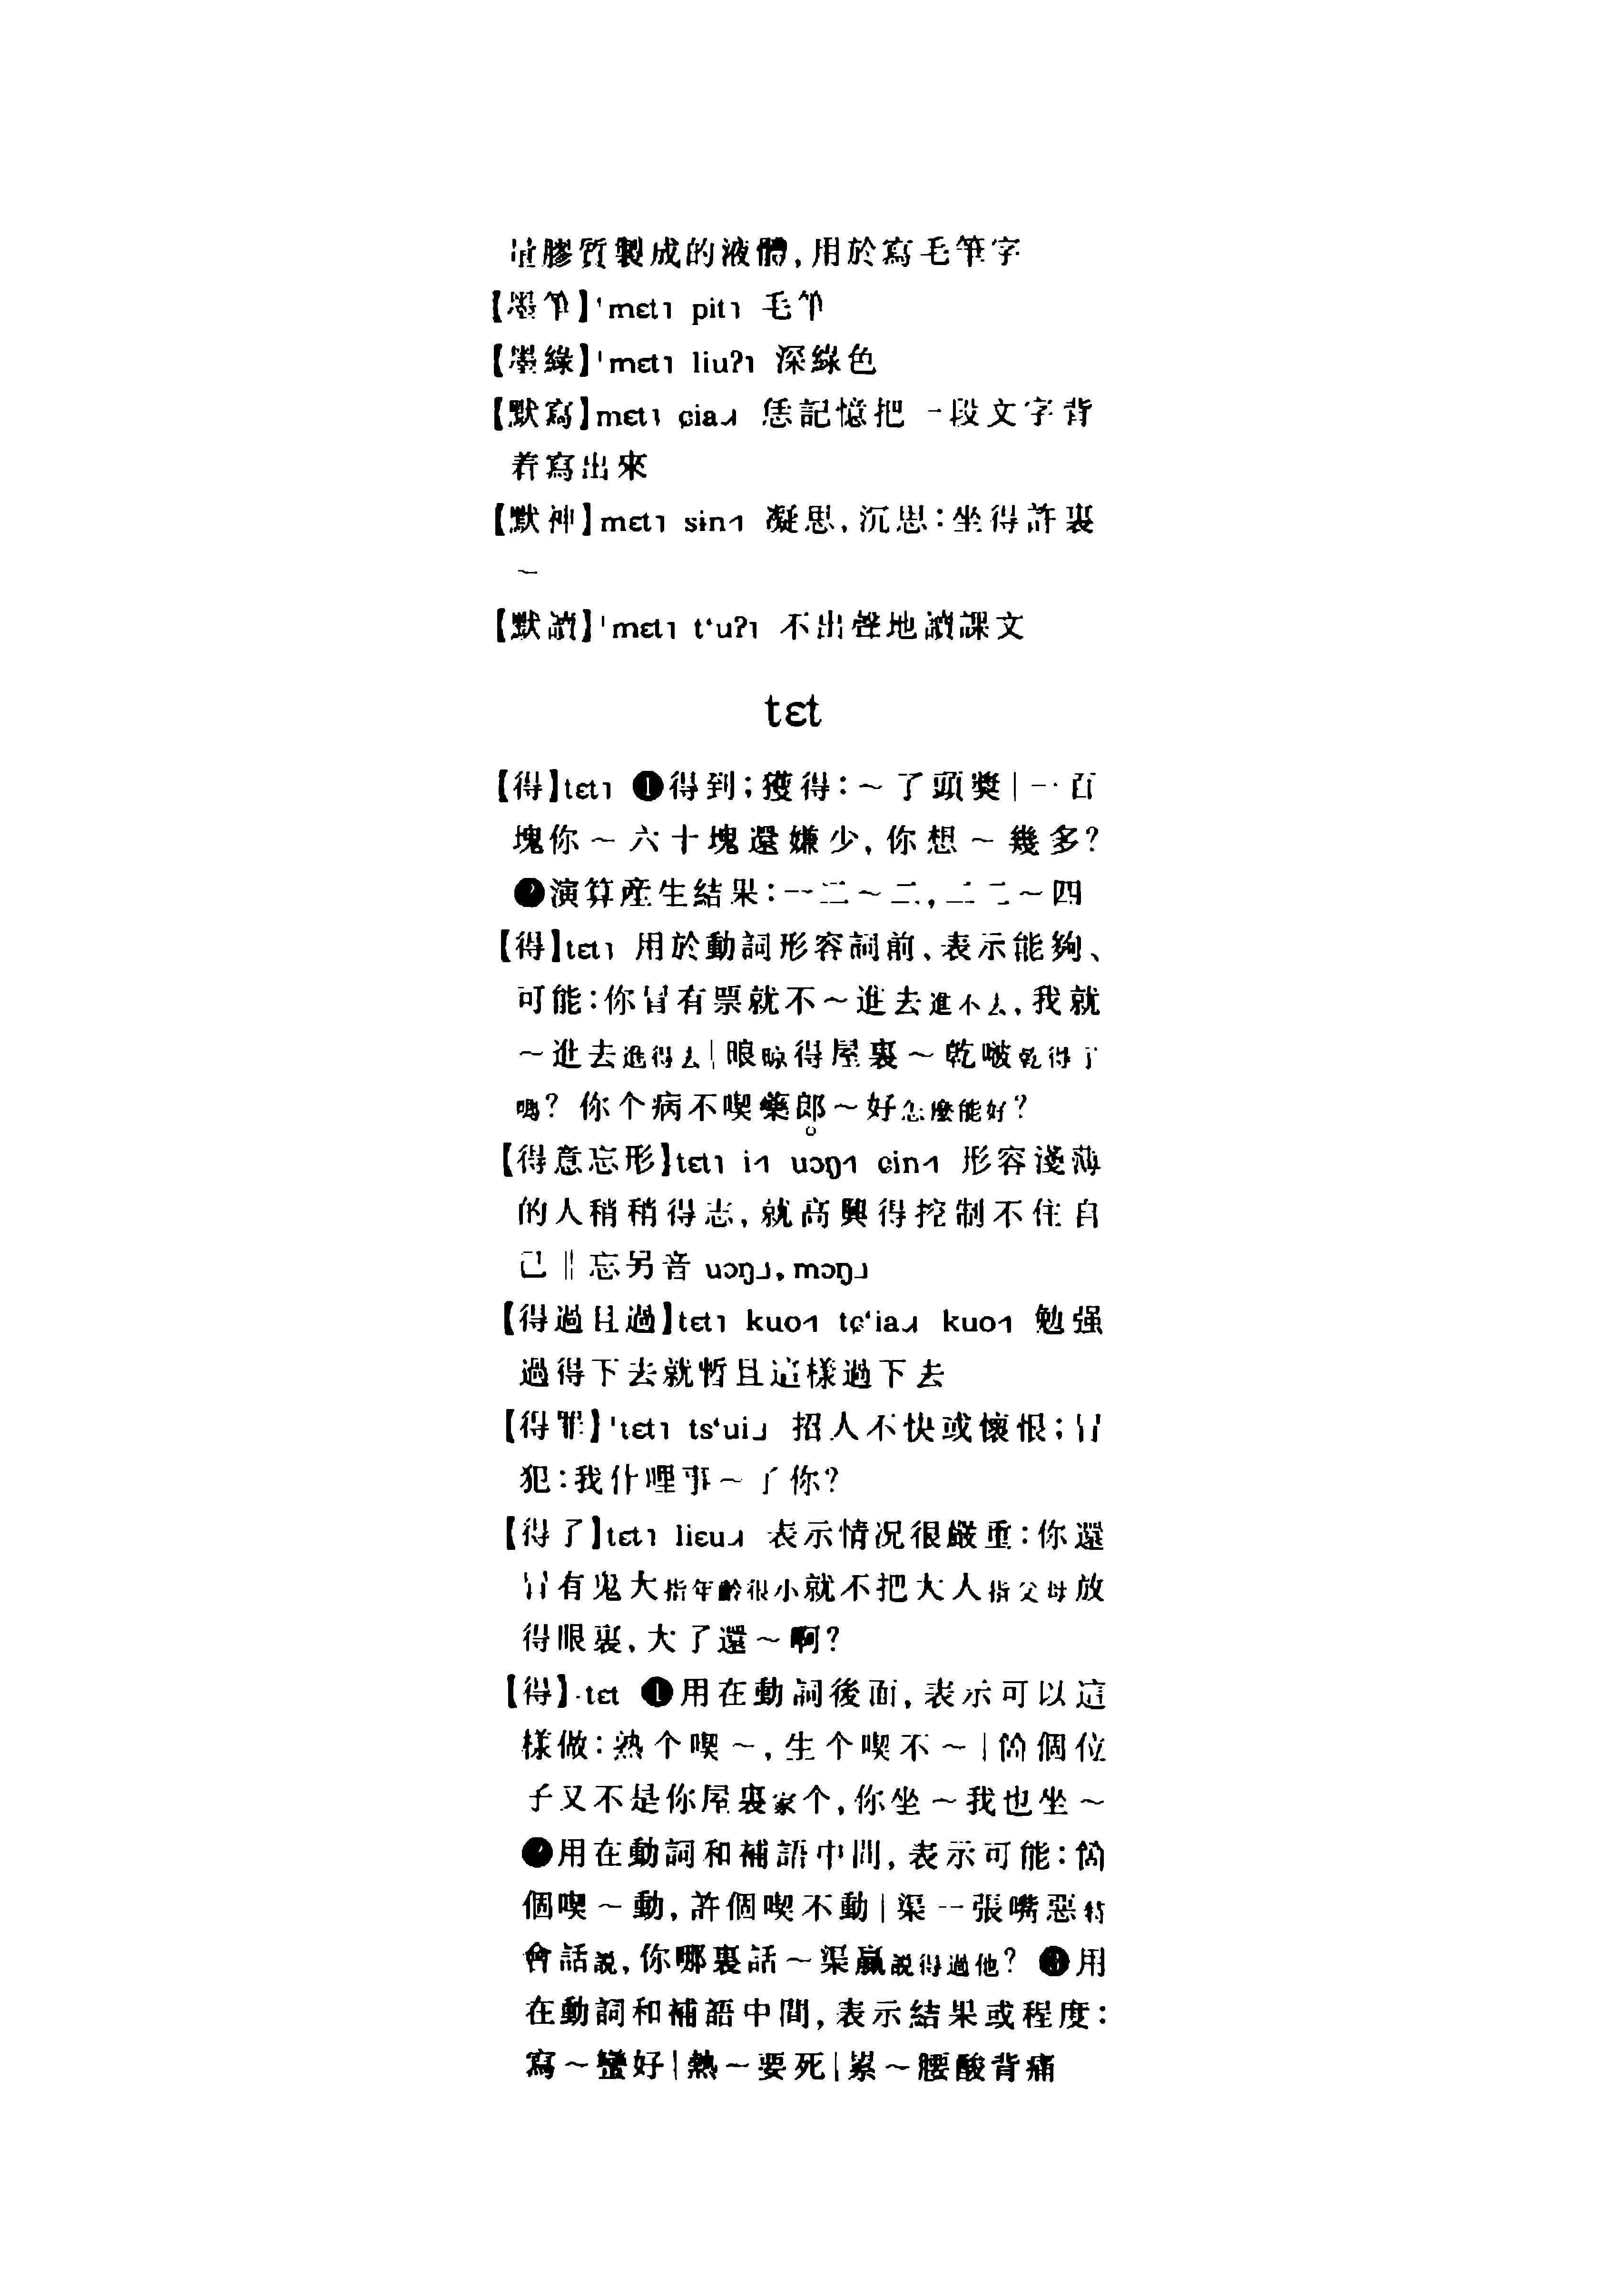 量膠質製成的液體，用於寫毛筆字
【墨筆】'mɛt˥ pit˥ 毛筆
【墨綠】'mɛt˥ liuʔ˥ 深綠色
【默寫】mɛt˥ ɕia˩˧ 憑記憶把一段文字背
着寫出來
【默神】mɛt˥ sin˧˥ 凝思，沉思：坐得許裏
～
【默讀】'mɛt˥ t‘uʔ˥ 不出聲地讀課文
tɛt
【得】tɛt˥ ❶得到；獲得：～了頭獎｜一百
塊你～六十塊還嫌少，你想～幾多？
❷演算産生結果：一二～二，二二～四
【得】tɛt˥ 用於動詞形容詞前，表示能夠、
可能：你冇有票就不～進去進不去，我就
～進去進得去｜㫰晾得屋裏～乾啵乾得了
嗎？你个病不喫藥郎～好怎麽能好？
【得意忘形】tɛt˥ i˧˥ uɔŋ˧˥ ɕin˧˥ 形容淺薄
的人稍稍得志，就高興得控制不住自
己‖忘另音 uɔŋ˩，mɔŋ˩
【得過且過】tɛt˥ kuo˧˥ tɕ‘ia˩˧ kuo˧˥ 勉强
過得下去就暫且這樣過下去
【得罪】'tɛt˥ ts‘ui˩ 招人不快或懷恨；冒
犯：我什哩事～了你？
【得了】tɛt˥ liɛu˩˧ 表示情况很嚴重：你還
冇有鬼大指年齡很小就不把大人指父母放
得眼裏，大了還～啊？
【得】·tɛt ❶用在動詞後面，表示可以這
樣做：熟个喫～，生个喫不～｜箇個位
子又不是你屋裏家个，你坐～我也坐～
❷用在動詞和補語中間，表示可能：箇
個喫～動，許個喫不動｜渠一張嘴惡特
會話説，你哪裏話～渠贏説得過他？❸用
在動詞和補語中間，表示結果或程度：
寫～蠻好｜熱～要死｜累～腰酸背痛